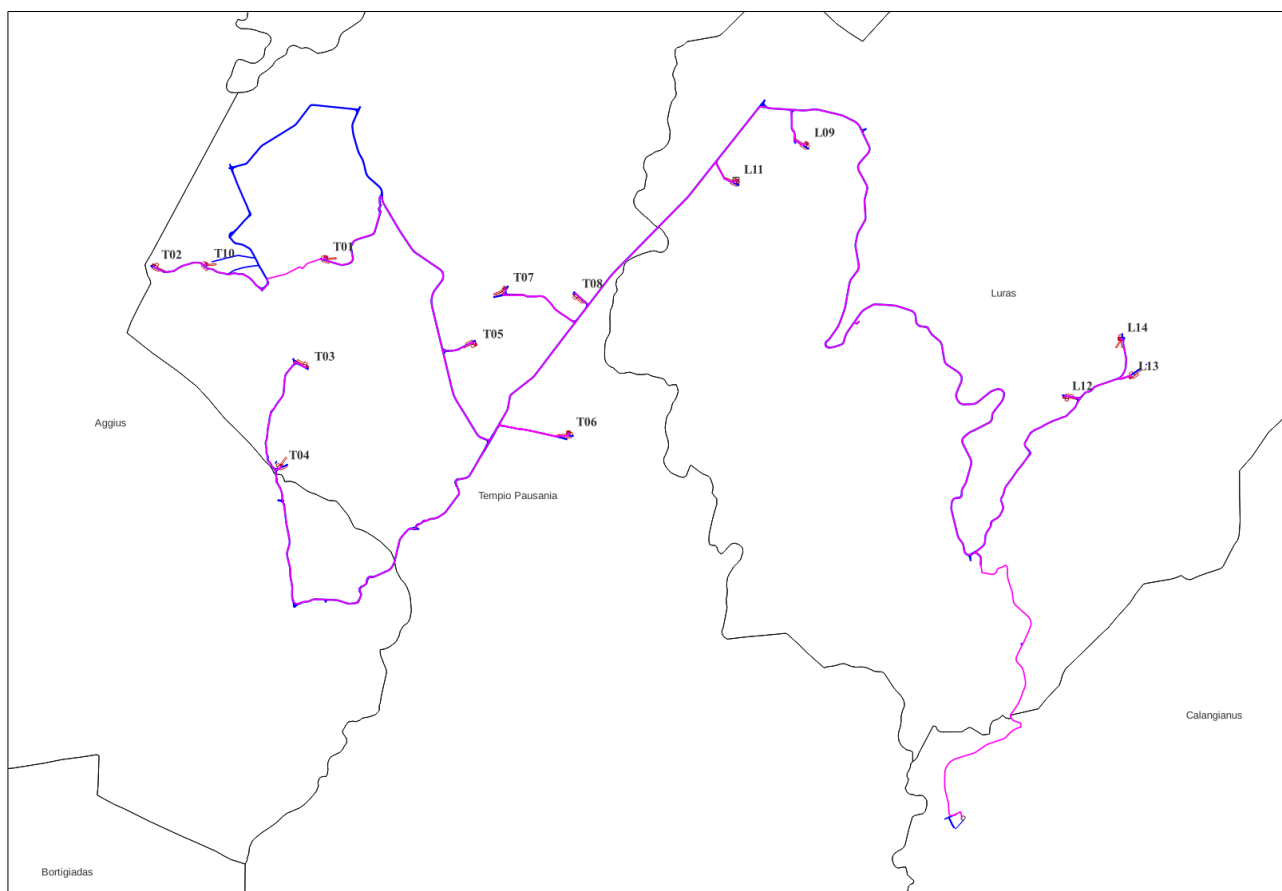 L09
L11
T02
T10
T01
T07
T08
Luras
T05
L14
T03
L13
L12
Aggius
T06
T04
Tempio Pausania
Calangianus
Bortigiadas